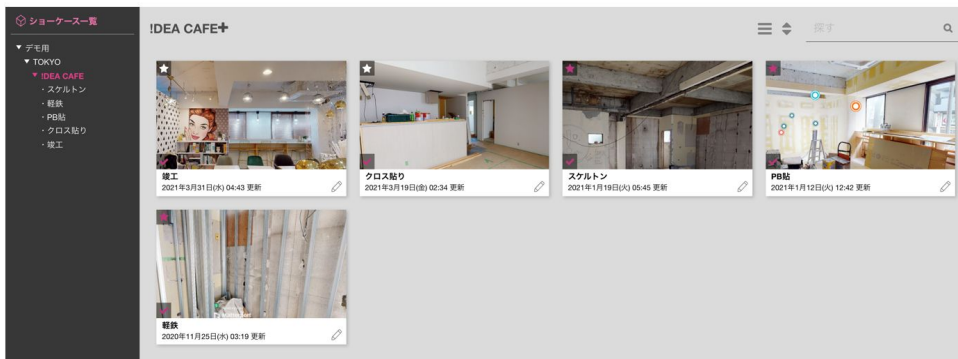 ショーケース一覧
▼ デモ用
▼ TOKYO
▼ !DEA CAFE
・スケルトン
・軽鉄
・PB貼
・クロス貼り
・竣工
!DEA CAFE+
探す
竣工
2021年3月31日(水) 04:43 更新
クロス貼り
2021年3月19日(金) 02:34 更新
スケルトン
2021年1月19日(火) 05:45 更新
PB貼
2021年1月12日(火) 12:42 更新
軽鉄
2020年11月25日(水) 03:19 更新